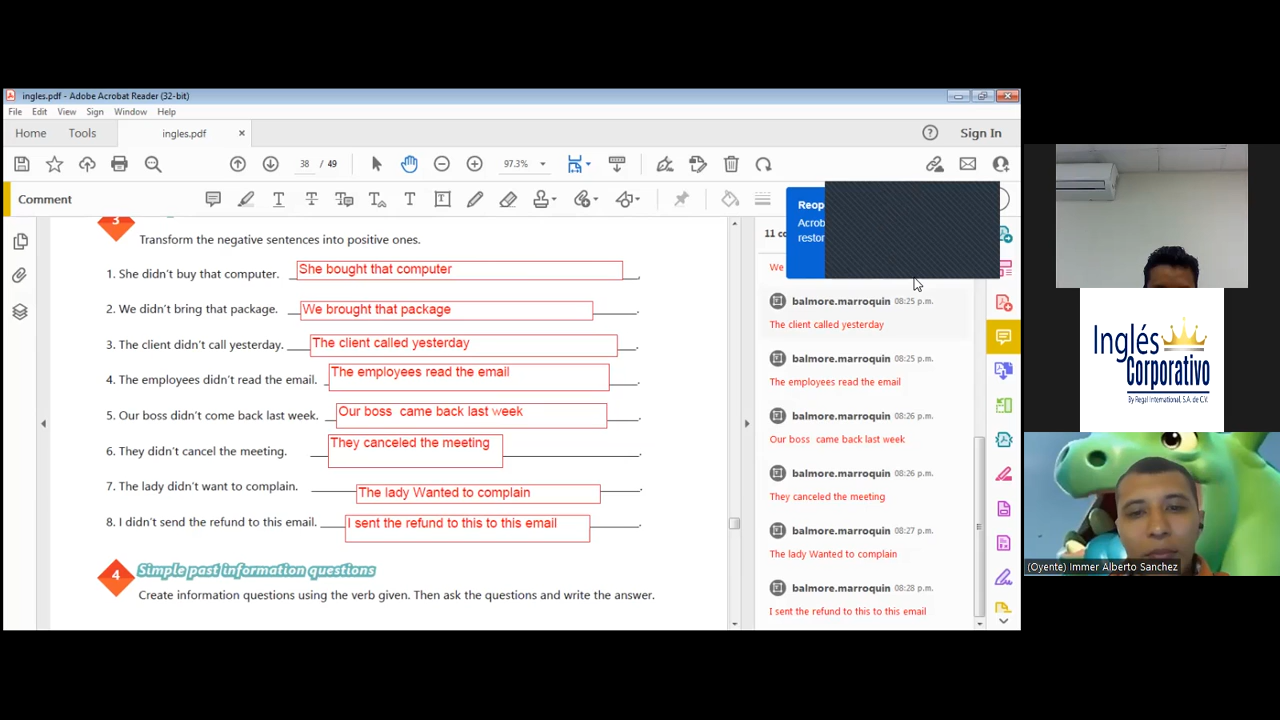 ingles.pdf - Adobe Acrobat Reader (32-bit)
File Edit View Sign Window Help
Home Tools ingles.pdf × Sign In
38 / 49 97.3%
Comment
3
Transform the negative sentences into positive ones.
1. She didn't buy that computer. She bought that computer
2. We didn't bring that package. We brought that package
3. The client didn't call yesterday. The client called yesterday
4. The employees didn't read the email. The employees read the email
5. Our boss didn't come back last week. Our boss  came back last week
6. They didn't cancel the meeting. They canceled the meeting
7. The lady didn't want to complain. The lady Wanted to complain
8. I didn't send the refund to this email. I sent the refund to this to this email
4 Simple past information questions
Create information questions using the verb given. Then ask the questions and write the answer.
11
We
balmore.marroquin 08:25 p.m.
The client called yesterday
balmore.marroquin 08:25 p.m.
The employees read the email
balmore.marroquin 08:26 p.m.
Our boss  came back last week
balmore.marroquin 08:26 p.m.
They canceled the meeting
balmore.marroquin 08:27 p.m.
The lady Wanted to complain
balmore.marroquin 08:28 p.m.
I sent the refund to this to this email
Inglés
Corporativo
By Regal International, S.A. de C.V.
(Oyente) Immer Alberto Sanchez